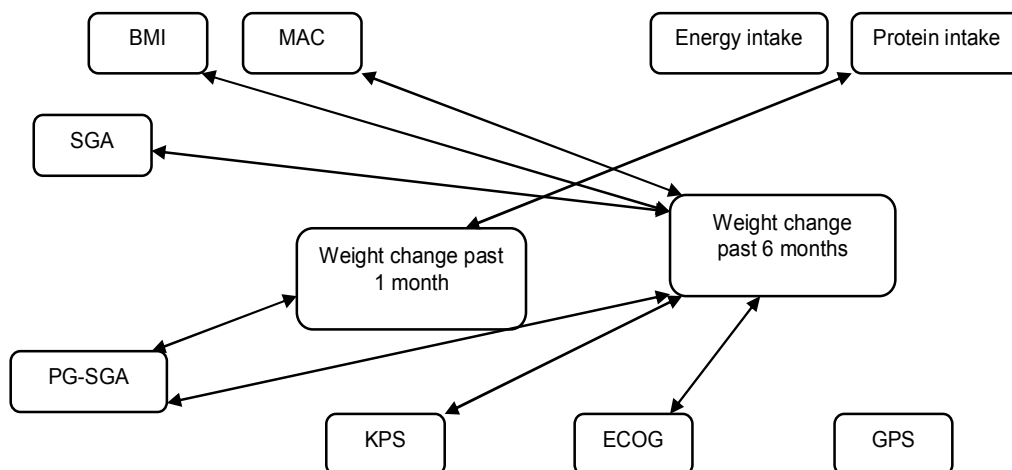 BMI
MAC
Energy intake
Protein intake
SGA
Weight change
past 6 months
Weight change past
1 month
PG-SGA
KPS
ECOG
GPS